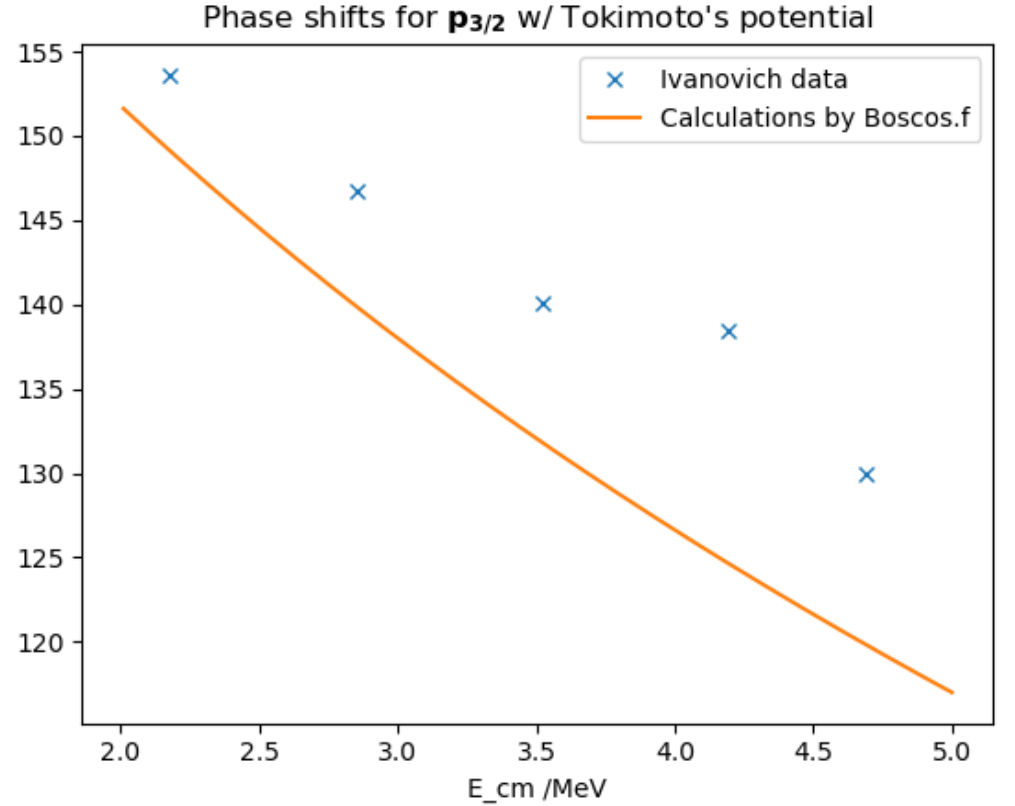 Phase shifts for p3/2 w/ Tokimoto's potential
Ivanovich data
Calculations by Boscos.f
155
150
145
140
135
130
125
120
2.0 2.5 3.0 3.5 4.0 4.5 5.0
E_cm /MeV